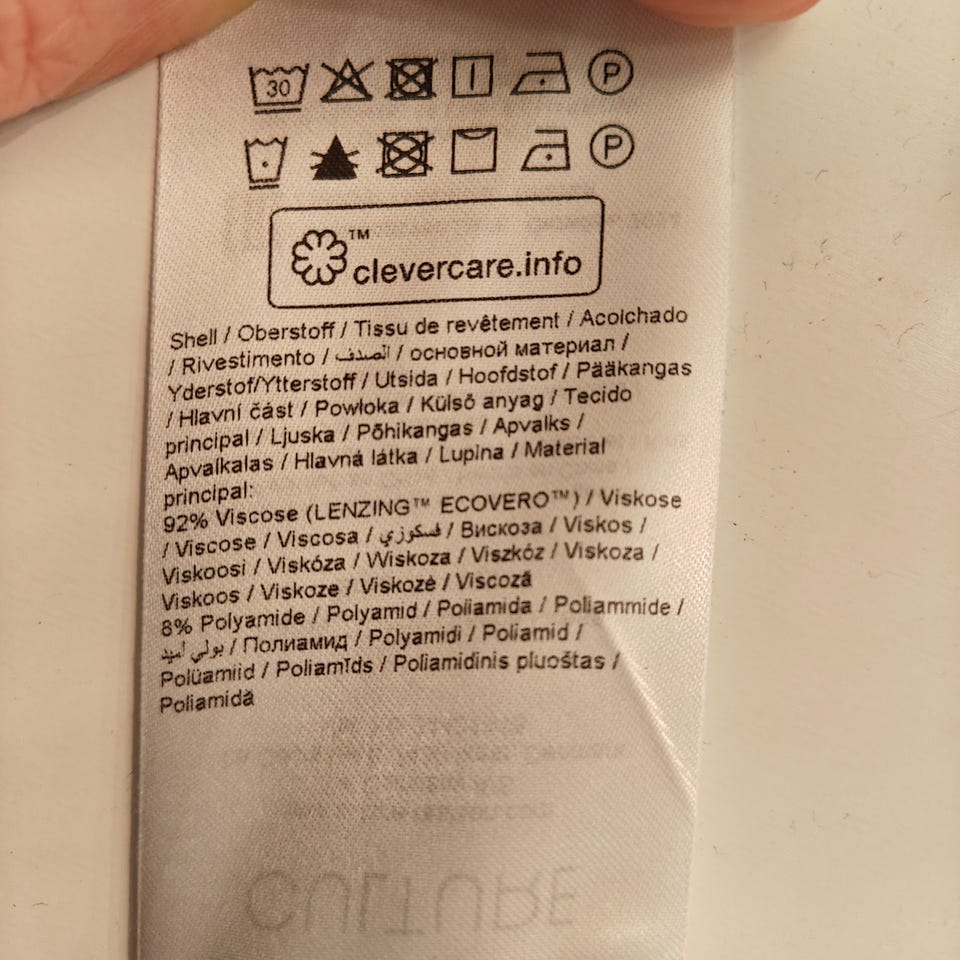 30 P
P
™
clevercare.info
Shell / Oberstoff / Tissu de revêtement / Acolchado
/ Rivestimento / الصدف / основной материал /
Yderstof/Ytterstoff / Utsida / Hoofdstof / Pääkangas
/ Hlavní část / Powłoka / Külső anyag / Tecido
principal / Ljuska / Põhikangas / Apvalks /
Apvalkalas / Hlavná látka / Lupina / Material
principal:
92% Viscose (LENZING™ ECOVERO™) / Viskose
/ Viscose / Viscosa / فسكوزي / Вискоза / Viskos /
Viskoosi / Viskóza / Wiskoza / Viszkóz / Viskoza /
Viskoos / Viskoze / Viskozė / Viscoză
8% Polyamide / Polyamid / Poliamida / Poliammide /
بولي أميد / Полиамид / Polyamidi / Poliamid /
Polüamiid / Poliamīds / Poliamidinis pluoštas /
Poliamidă
CULTURE